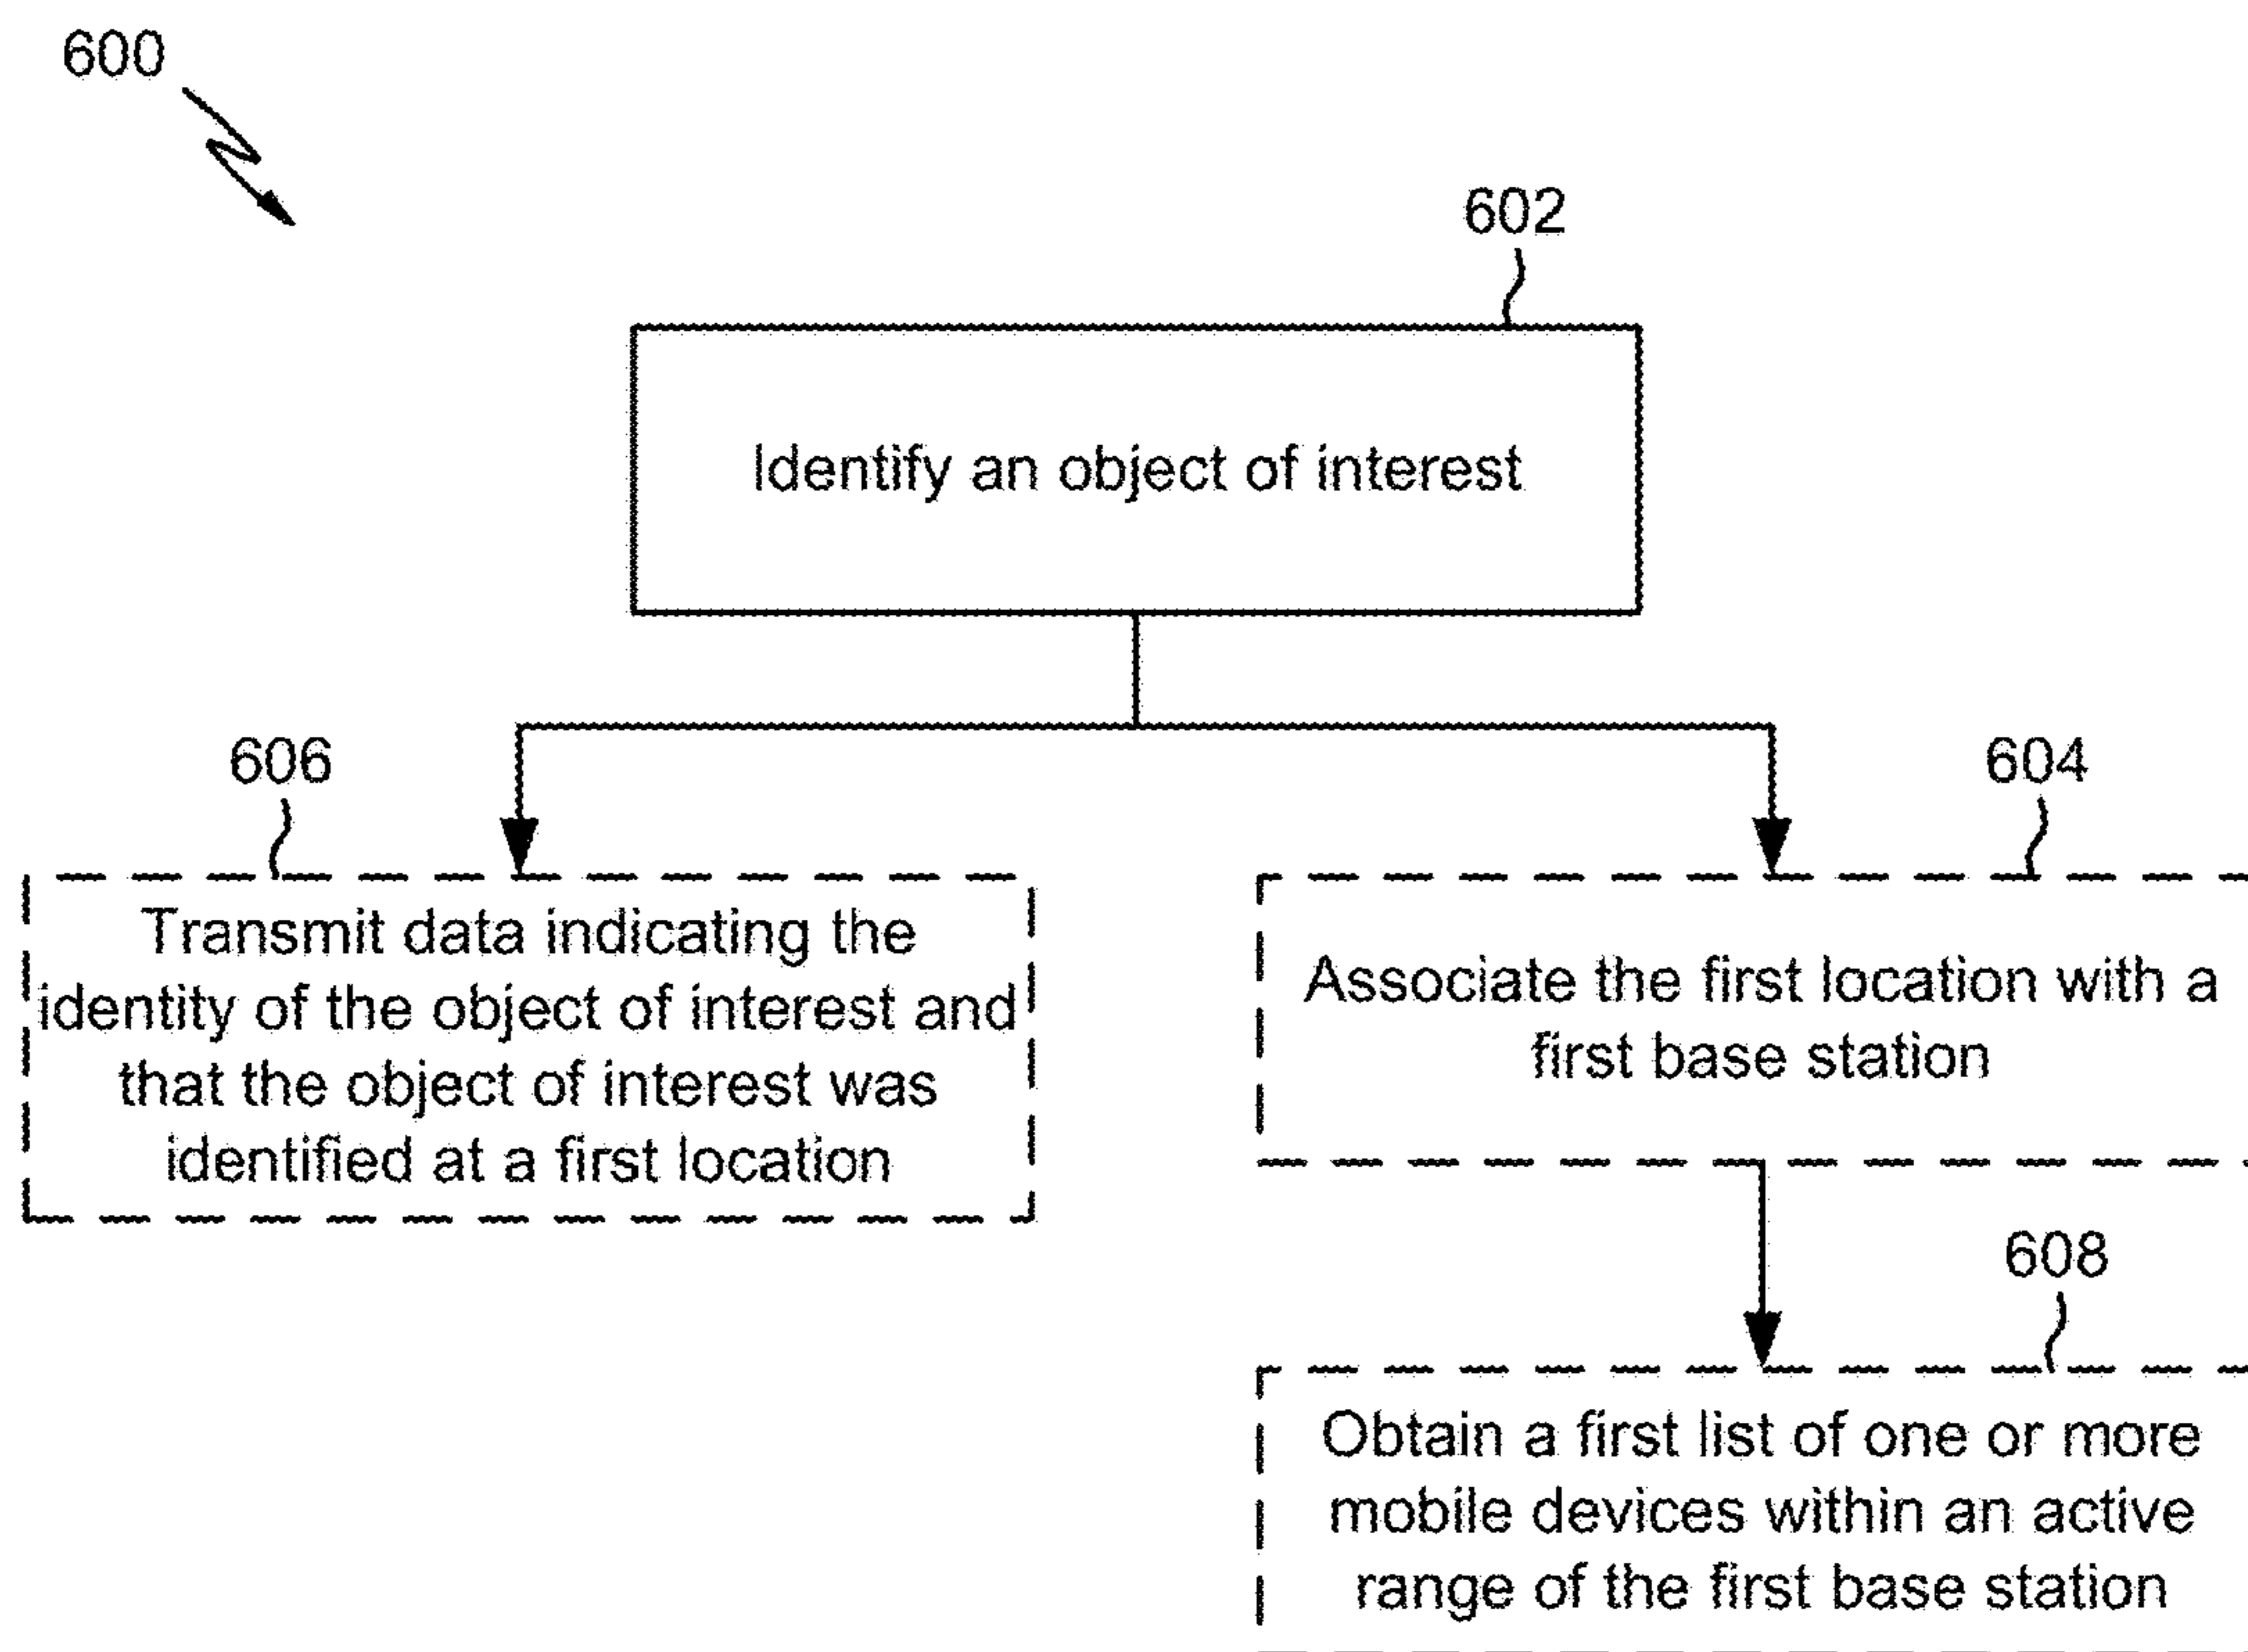 600
602
Identify an object of interest
606
Transmit data indicating the
identity of the object of interest and
that the object of interest was
identified at a first location
604
Associate the first location with a
first base station
608
Obtain a first list of one or more
mobile devices within an active
range of the first base station